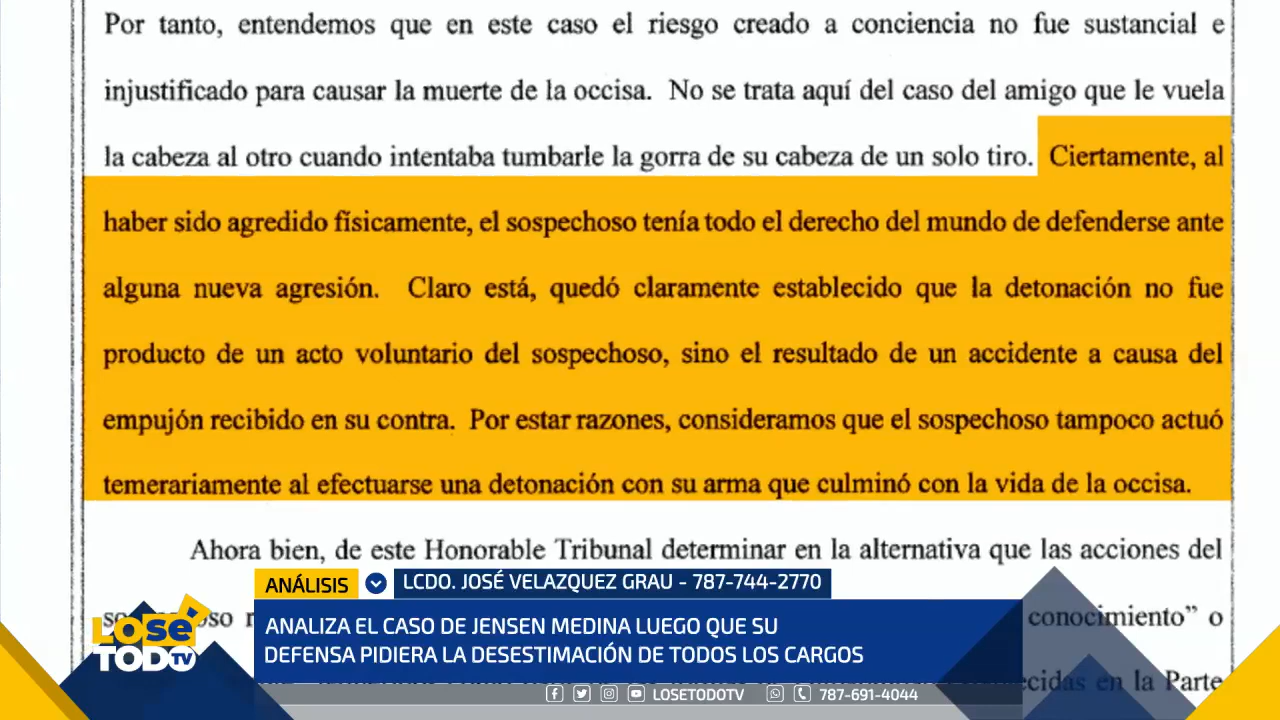 Por tanto, entendemos que en este caso el riesgo creado a conciencia no fue sustancial e
injustificado para causar la muerte de la occisa. No se trata aquí del caso del amigo que le vuela
la cabeza al otro cuando intentaba tumbarle la gorra de su cabeza de un solo tiro. Ciertamente, al
haber sido agredido físicamente, el sospechoso tenía todo el derecho del mundo de defenderse ante
alguna nueva agresión. Claro está, quedó claramente establecido que la detonación no fue
producto de un acto voluntario del sospechoso, sino el resultado de un accidente a causa del
empujón recibido en su contra. Por estar razones, consideramos que el sospechoso tampoco actuó
temerariamente al efectuarse una detonación con su arma que culminó con la vida de la occisa.
Ahora bien, de este Honorable Tribunal determinar en la alternativa que las acciones del
conocimiento” o
en la Parte
ANÁLISIS LCDO. JOSÉ VELAZQUEZ GRAU - 787-744-2770
ANALIZA EL CASO DE JENSEN MEDINA LUEGO QUE SU
DEFENSA PIDIERA LA DESESTIMACIÓN DE TODOS LOS CARGOS
LOSETODOTV 787-691-4044
LOSÉ
TODO TV